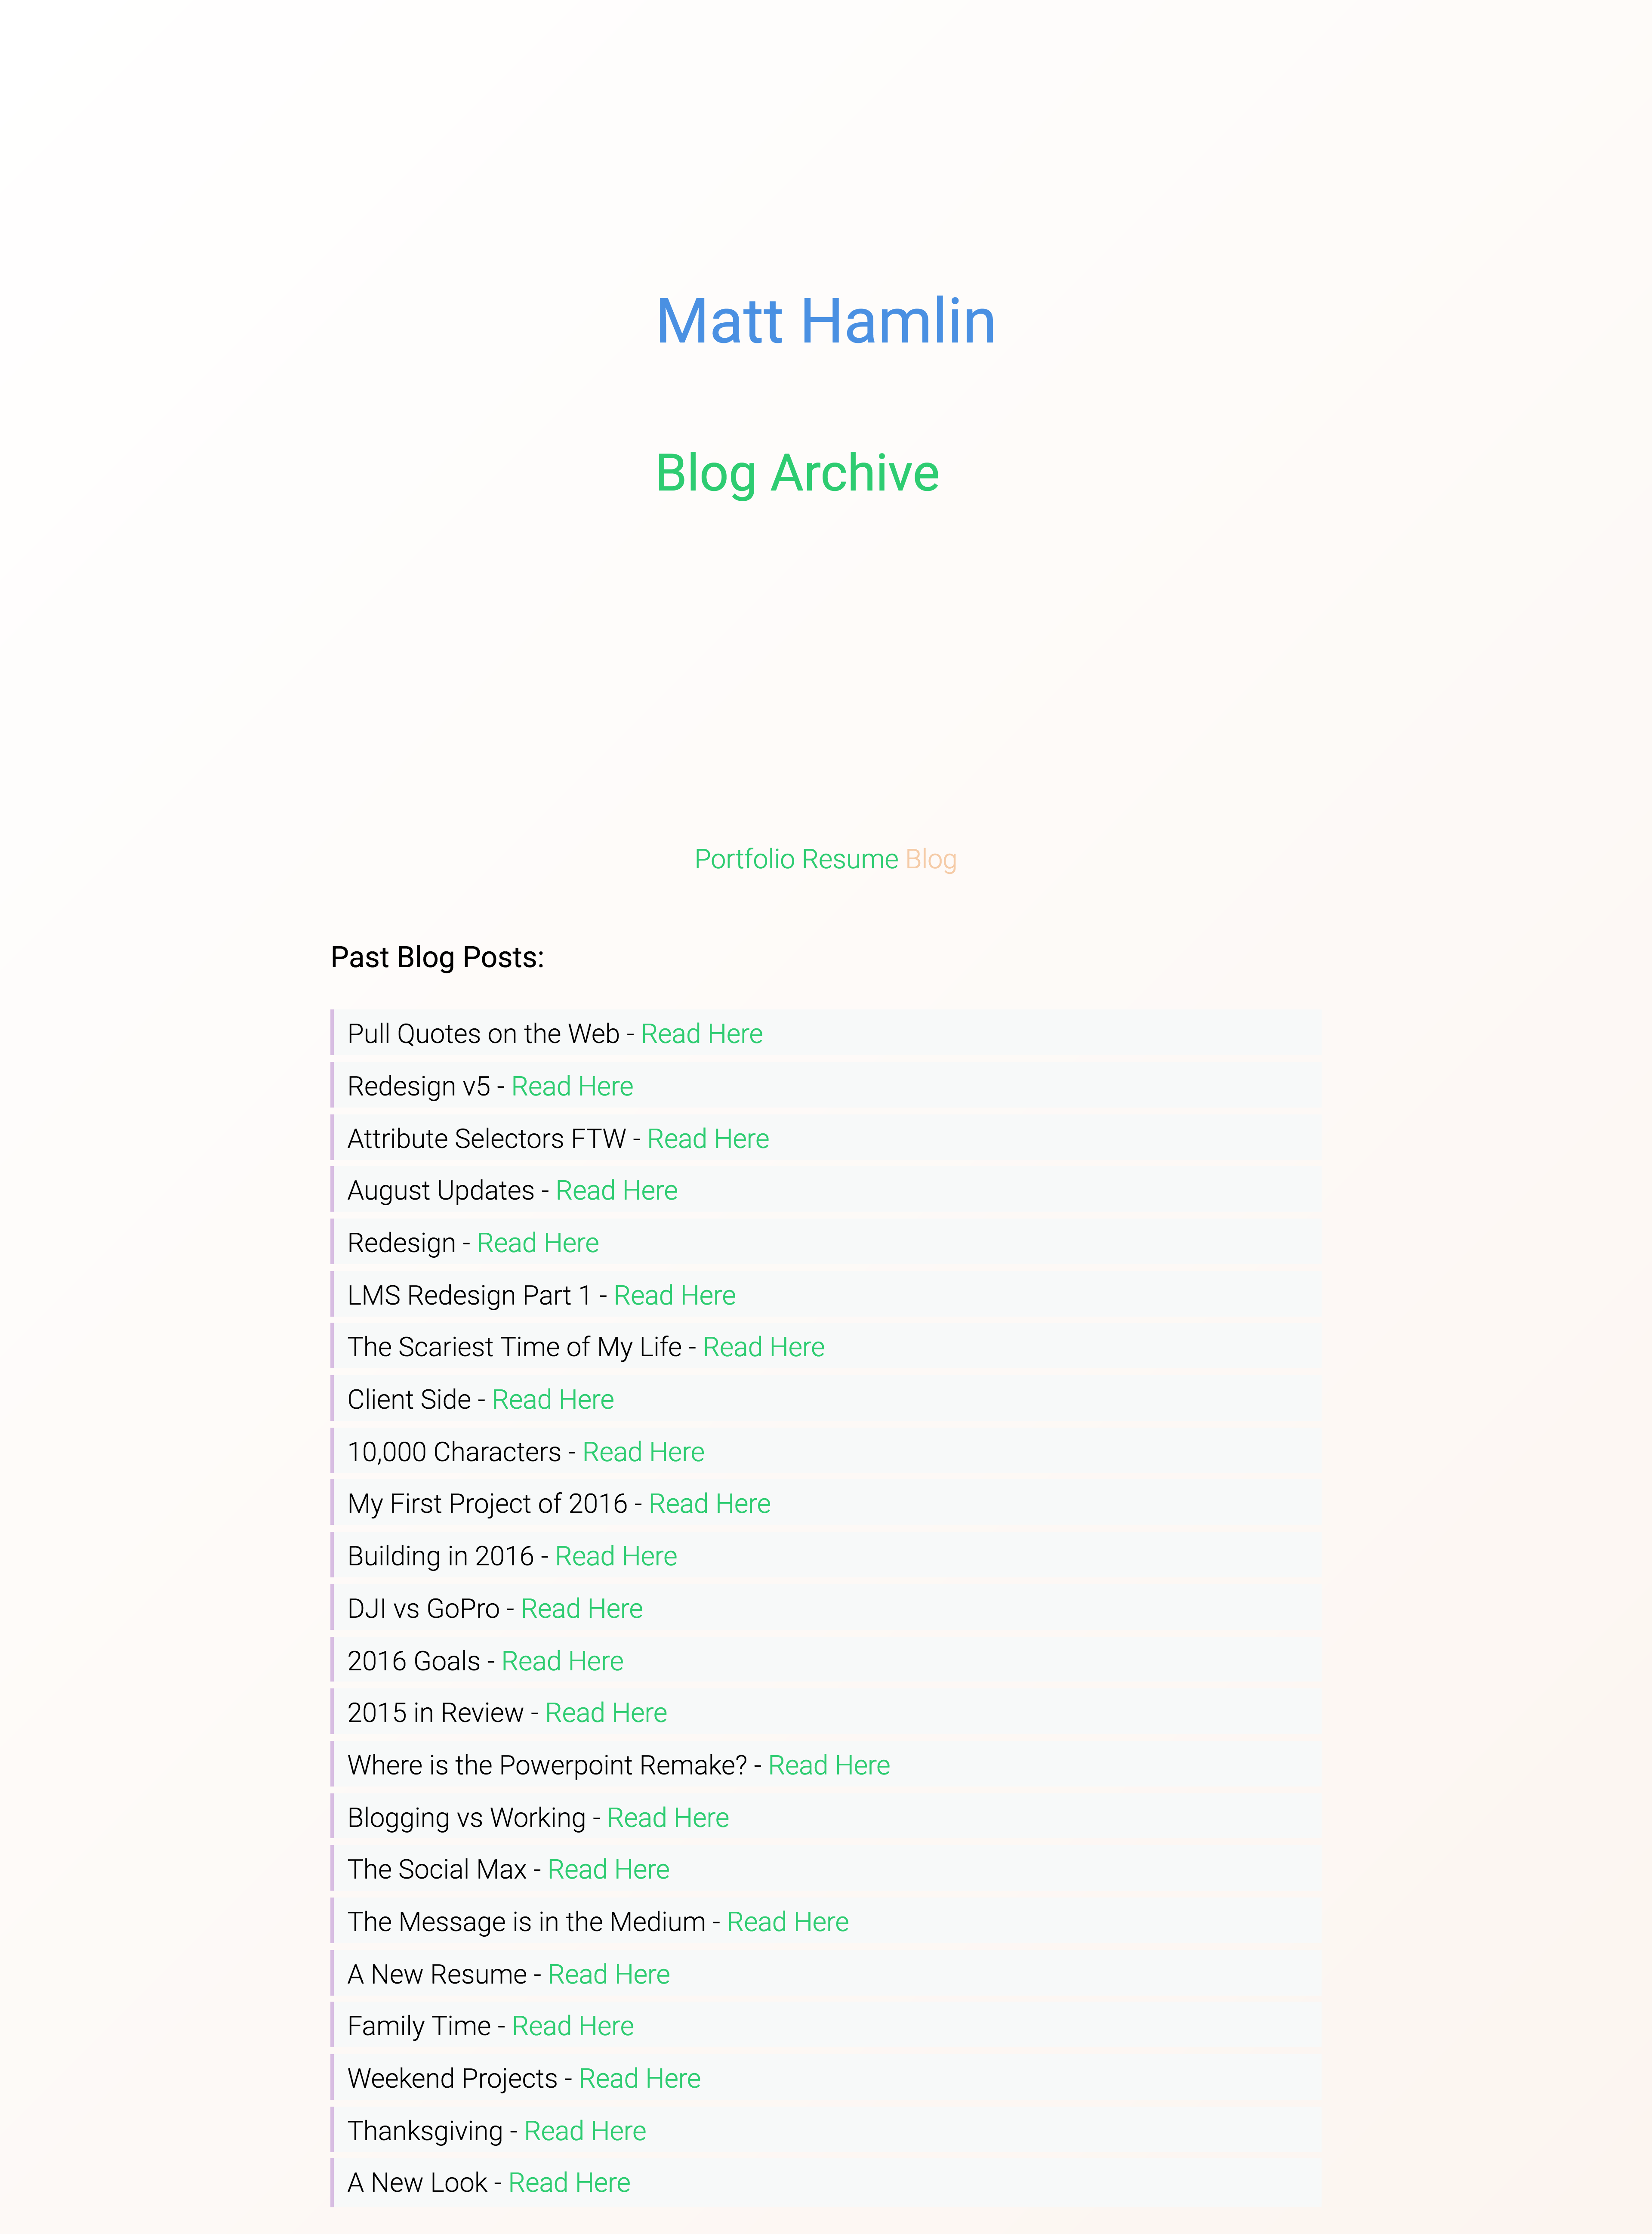 Matt Hamlin
Blog Archive
Portfolio Resume Blog
Past Blog Posts:
Pull Quotes on the Web - Read Here
Redesign v5 - Read Here
Attribute Selectors FTW - Read Here
August Updates - Read Here
Redesign - Read Here
LMS Redesign Part 1 - Read Here
The Scariest Time of My Life - Read Here
Client Side - Read Here
10,000 Characters - Read Here
My First Project of 2016 - Read Here
Building in 2016 - Read Here
DJI vs GoPro - Read Here
2016 Goals - Read Here
2015 in Review - Read Here
Where is the Powerpoint Remake? - Read Here
Blogging vs Working - Read Here
The Social Max - Read Here
The Message is in the Medium - Read Here
A New Resume - Read Here
Family Time - Read Here
Weekend Projects - Read Here
Thanksgiving - Read Here
A New Look - Read Here